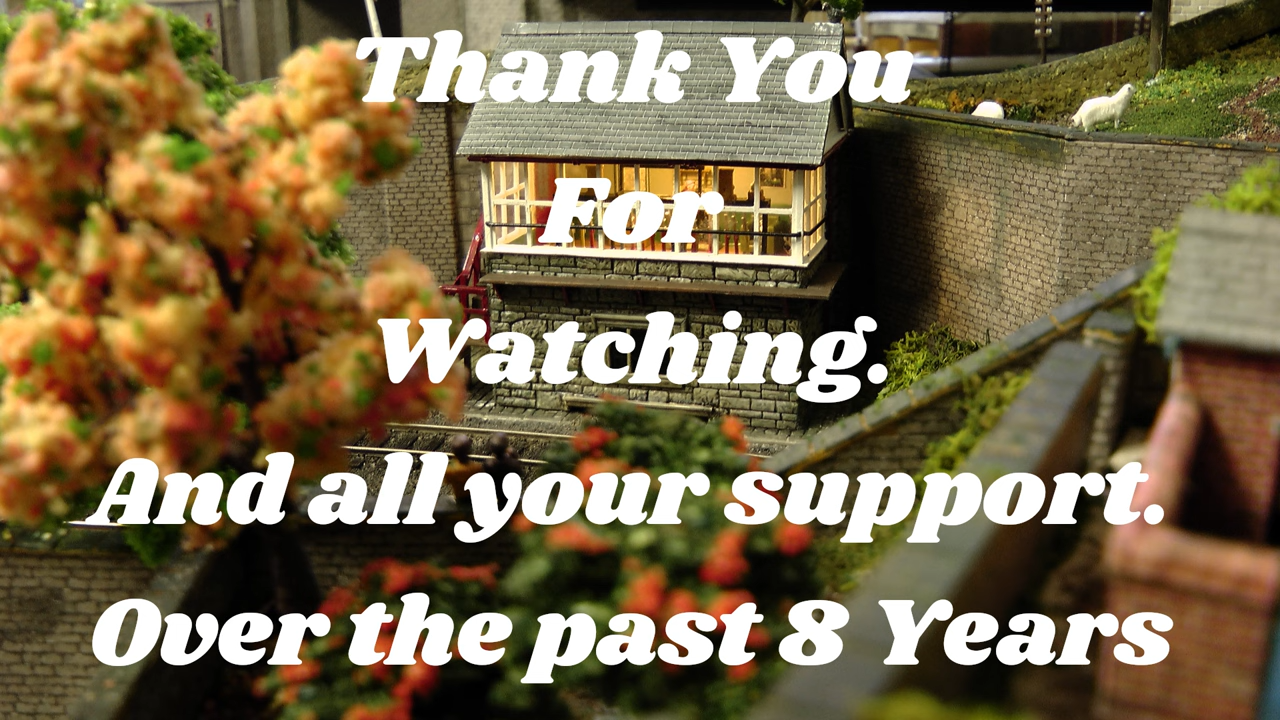 Thank You
For
Watching.
And all your support.
Over the past 8 Years